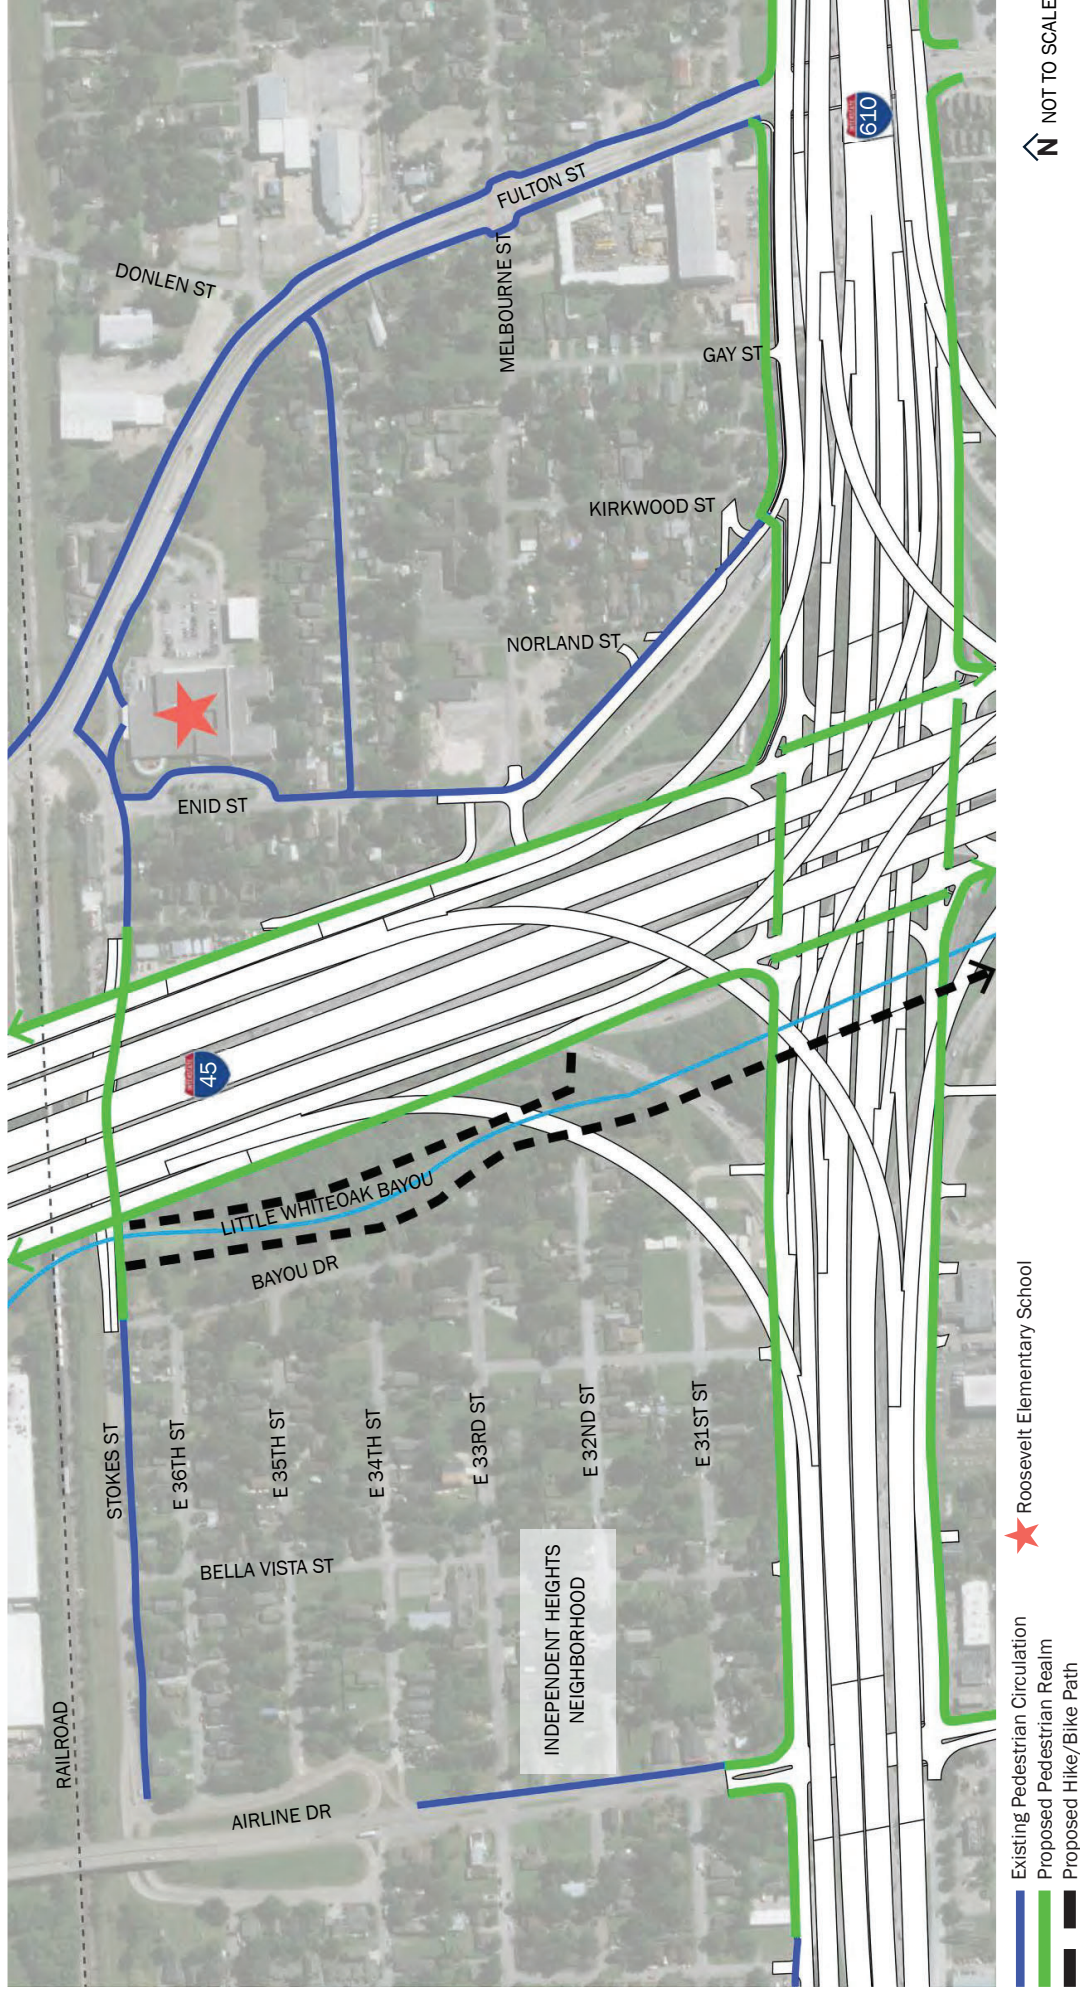 RAILROAD
STOKES ST
E 36TH ST
E 35TH ST
E 34TH ST
E 33RD ST
E 32ND ST
E 31ST ST
BELLA VISTA ST
AIRLINE DR
INDEPENDENT HEIGHTS
NEIGHBORHOOD
BAYOU DR
LITTLE WHITEOAK BAYOU
45
ENID ST
NORLAND ST
KIRKWOOD ST
DONLEN ST
MELBOURNE ST
FULTON ST
GAY ST
610
Existing Pedestrian Circulation
Proposed Pedestrian Realm
Proposed Hike/Bike Path
Roosevelt Elementary School
N NOT TO SCALE